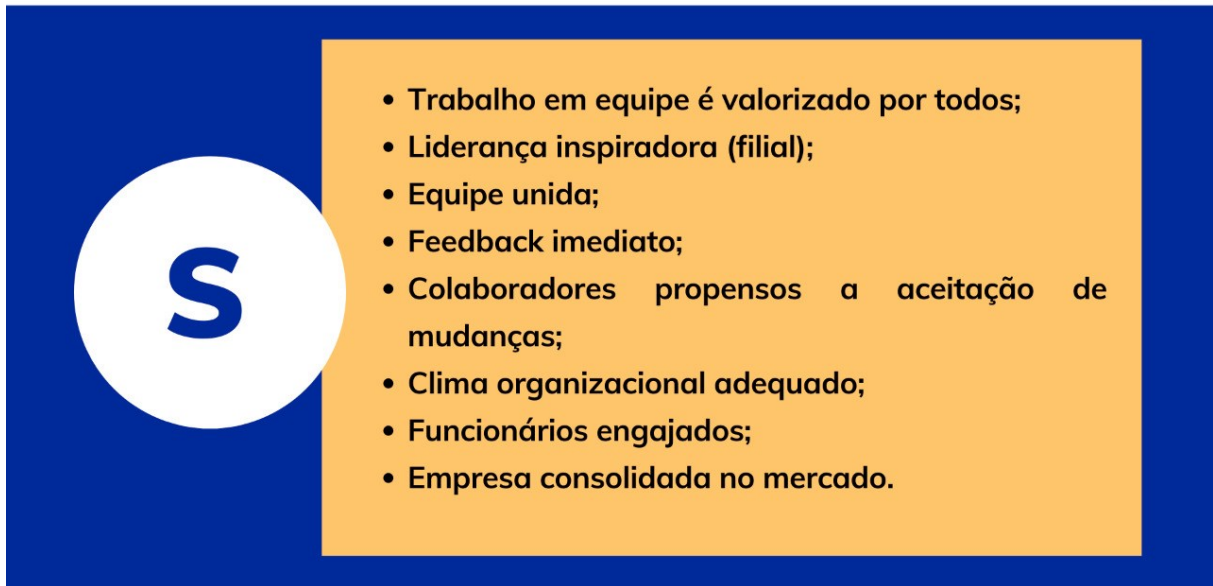 S
• Trabalho em equipe é valorizado por todos;
• Liderança inspiradora (filial);
• Equipe unida;
• Feedback imediato;
• Colaboradores propensos a aceitação de
mudanças;
• Clima organizacional adequado;
• Funcionários engajados;
• Empresa consolidada no mercado.